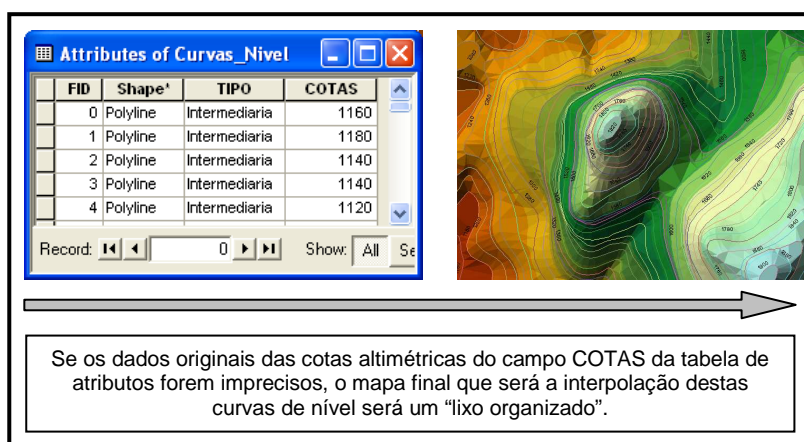 Attributes of Curvas_Nivel
FID Shape* TIPO COTAS
0 Polyline Intermediaria 1160
1 Polyline Intermediaria 1180
2 Polyline Intermediaria 1140
3 Polyline Intermediaria 1140
4 Polyline Intermediaria 1120
Record: 0 Show: All Se
Se os dados originais das cotas altimétricas do campo COTAS da tabela de
atributos forem imprecisos, o mapa final que será a interpolação destas
curvas de nível será um “lixo organizado”.